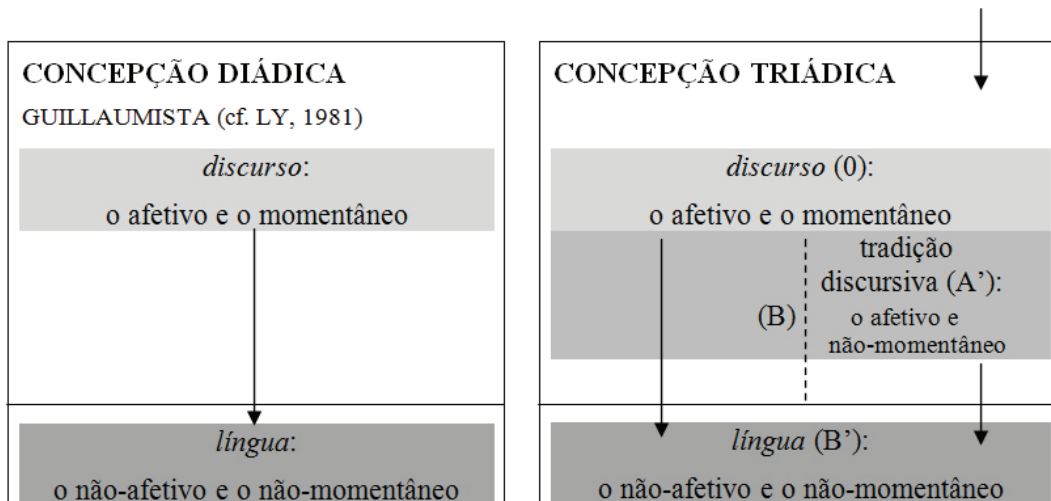 CONCEPÇÃO DIÁDICA
GUILLAUMISTA (cf. LY, 1981)
discurso:
o afetivo e o momentâneo
língua:
o não-afetivo e o não-momentâneo
CONCEPÇÃO TRIÁDICA
discurso (0):
o afetivo e o momentâneo
tradição
discursiva (A’):
(B)
o afetivo e
não-momentâneo
língua (B’):
o não-afetivo e o não-momentâneo